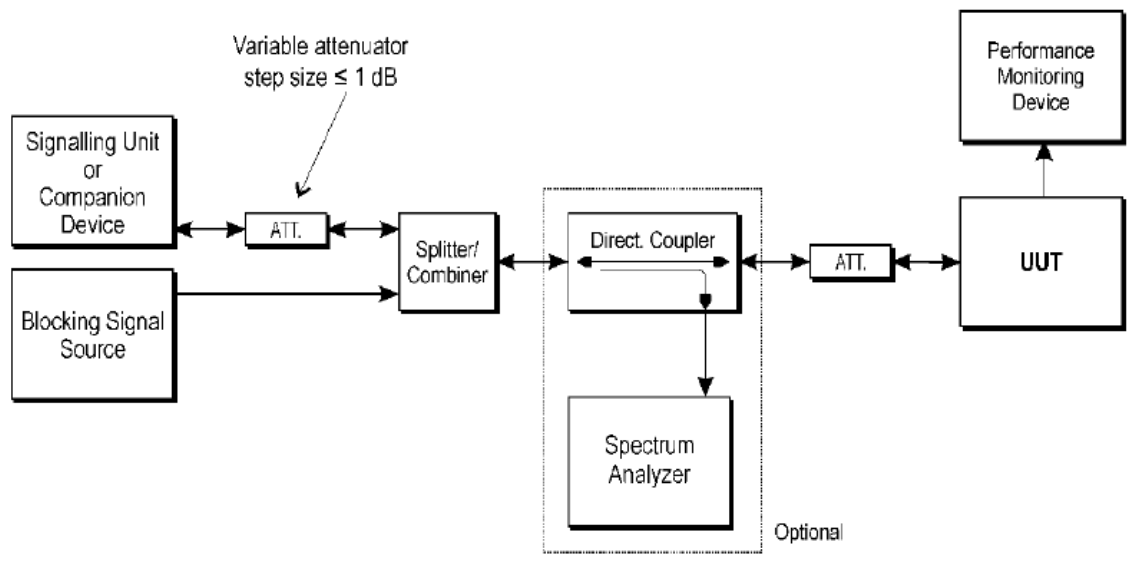 Variable attenuator
step size ≤ 1 dB
Performance
Monitoring
Device
Signalling Unit
or
Companion
Device
ATT.
Splitter/
Combiner
Direct. Coupler
ATT.
UUT
Blocking Signal
Source
Spectrum
Analyzer
Optional